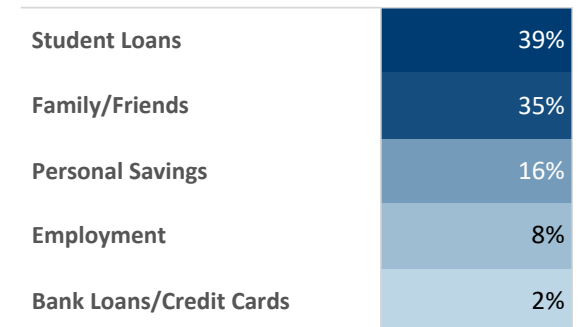 Student Loans 39%
Family/Friends 35%
Personal Savings 16%
Employment 8%
Bank Loans/Credit Cards 2%